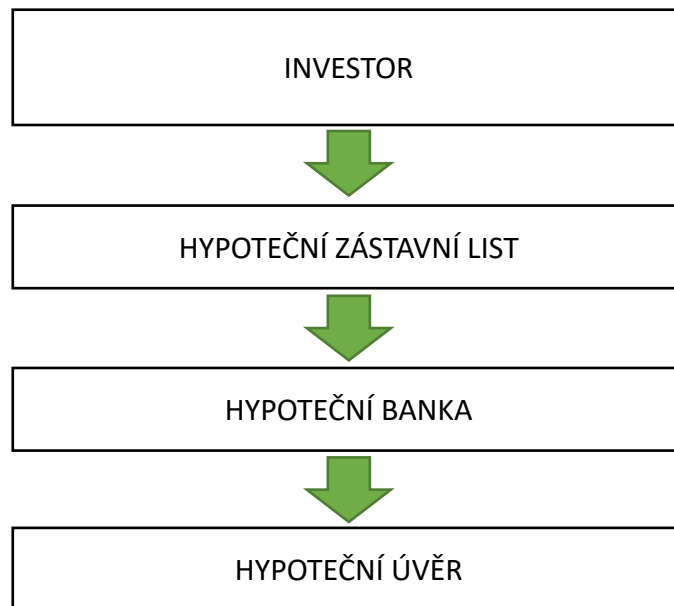 INVESTOR
HYPOTEČNÍ ZÁSTAVNÍ LIST
HYPOTEČNÍ BANKA
HYPOTEČNÍ ÚVĚR